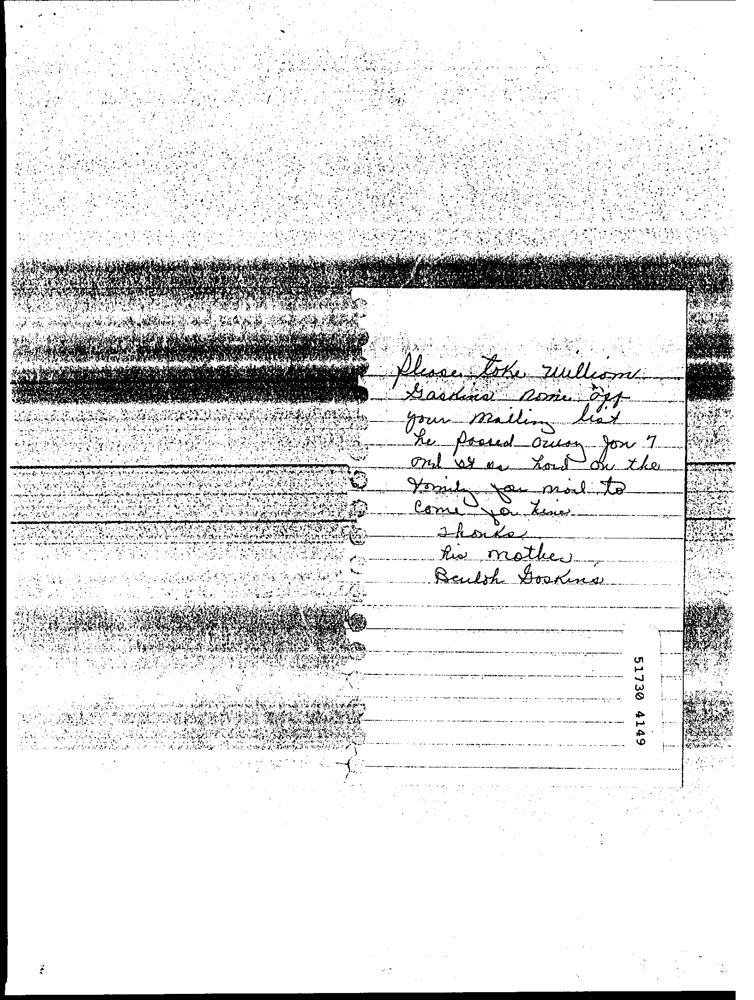 Please take William
Gaskins name off
your mailing list
he passed away Jan 7
and it is hard on the
family for mail to
come for him
Thanks
his mother
Beulah Gaskins
51730 4149